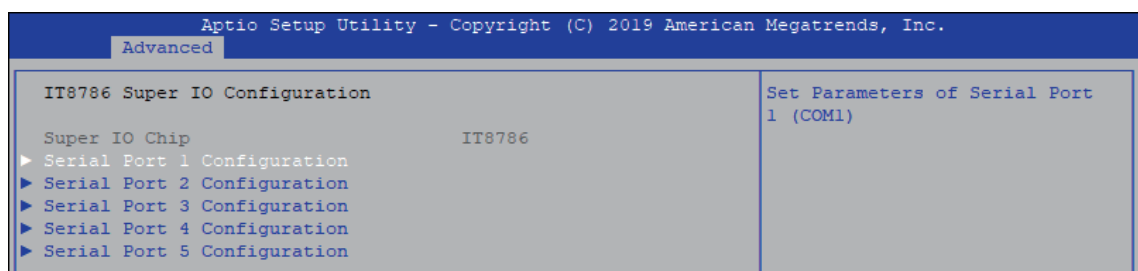 Aptio Setup Utility - Copyright (C) 2019 American Megatrends, Inc.
Advanced
IT8786 Super IO Configuration
Super IO Chip IT8786
▶ Serial Port 1 Configuration
▶ Serial Port 2 Configuration
▶ Serial Port 3 Configuration
▶ Serial Port 4 Configuration
▶ Serial Port 5 Configuration
Set Parameters of Serial Port
1 (COM1)